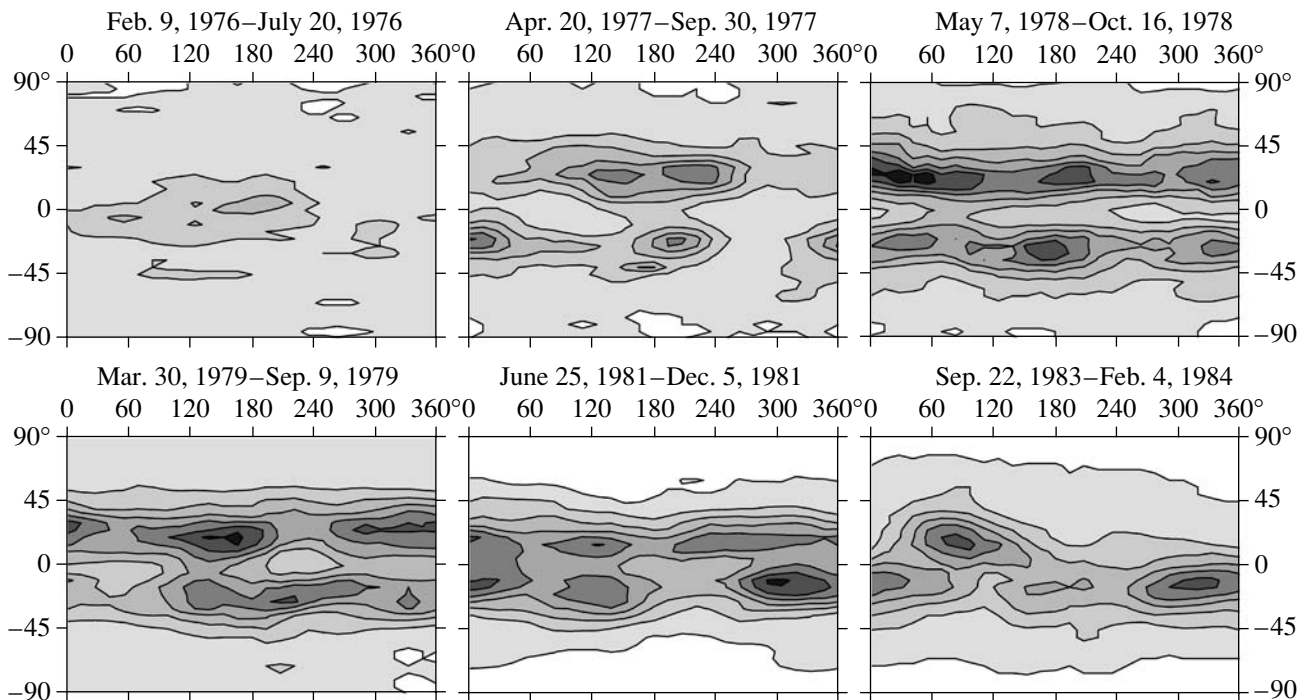 Feb. 9, 1976–July 20, 1976 Apr. 20, 1977–Sep. 30, 1977 May 7, 1978–Oct. 16, 1978
0 60 120 180 240 300 360° 0 60 120 180 240 300 360° 0 60 120 180 240 300 360°
90° 90°
45 45
0 0
−45 −45
−90 −90
Mar. 30, 1979–Sep. 9, 1979 June 25, 1981–Dec. 5, 1981 Sep. 22, 1983–Feb. 4, 1984
0 60 120 180 240 300 360° 0 60 120 180 240 300 360° 0 60 120 180 240 300 360°
90° 90°
45 45
0 0
−45 −45
−90 −90